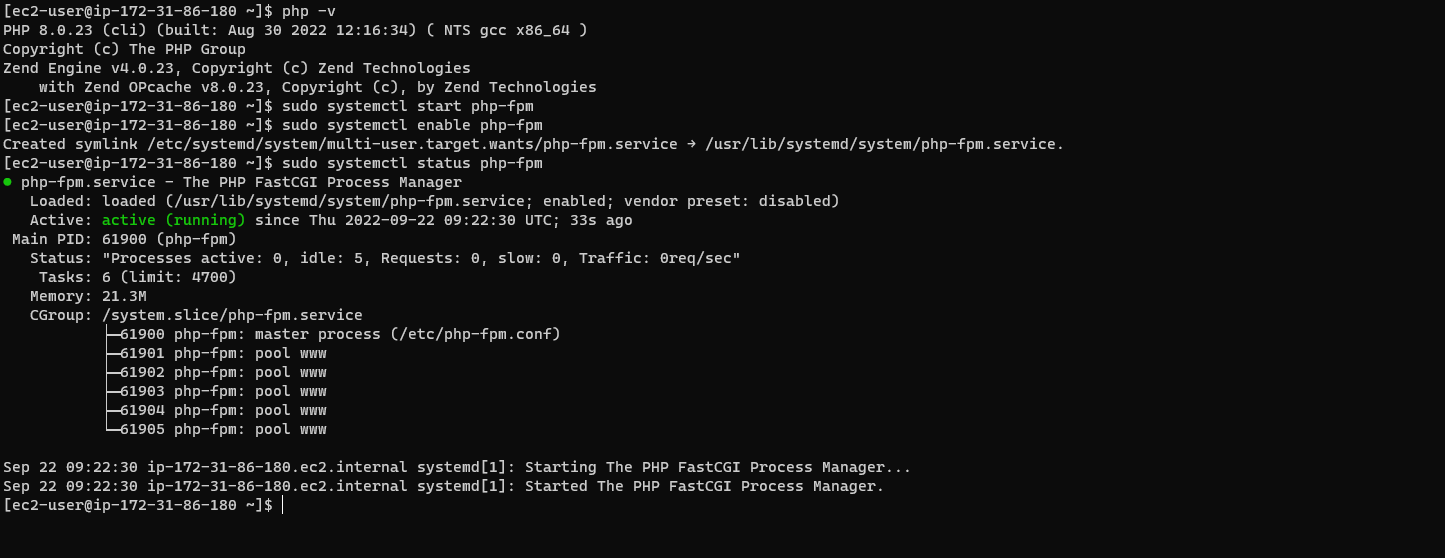 [ec2-user@ip-172-31-86-180 ~]$ php -v
PHP 8.0.23 (cli) (built: Aug 30 2022 12:16:34) ( NTS gcc x86_64 )
Copyright (c) The PHP Group
Zend Engine v4.0.23, Copyright (c) Zend Technologies
    with Zend OPcache v8.0.23, Copyright (c), by Zend Technologies
[ec2-user@ip-172-31-86-180 ~]$ sudo systemctl start php-fpm
[ec2-user@ip-172-31-86-180 ~]$ sudo systemctl enable php-fpm
Created symlink /etc/systemd/system/multi-user.target.wants/php-fpm.service → /usr/lib/systemd/system/php-fpm.service.
[ec2-user@ip-172-31-86-180 ~]$ sudo systemctl status php-fpm
● php-fpm.service - The PHP FastCGI Process Manager
   Loaded: loaded (/usr/lib/systemd/system/php-fpm.service; enabled; vendor preset: disabled)
   Active: active (running) since Thu 2022-09-22 09:22:30 UTC; 33s ago
 Main PID: 61900 (php-fpm)
   Status: "Processes active: 0, idle: 5, Requests: 0, slow: 0, Traffic: 0req/sec"
    Tasks: 6 (limit: 4700)
   Memory: 21.3M
   CGroup: /system.slice/php-fpm.service
           ├─61900 php-fpm: master process (/etc/php-fpm.conf)
           ├─61901 php-fpm: pool www
           ├─61902 php-fpm: pool www
           ├─61903 php-fpm: pool www
           ├─61904 php-fpm: pool www
           └─61905 php-fpm: pool www

Sep 22 09:22:30 ip-172-31-86-180.ec2.internal systemd[1]: Starting The PHP FastCGI Process Manager...
Sep 22 09:22:30 ip-172-31-86-180.ec2.internal systemd[1]: Started The PHP FastCGI Process Manager.
[ec2-user@ip-172-31-86-180 ~]$